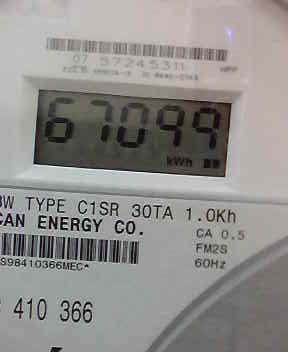 07 57245311
67099
kWh
W TYPE C1SR 30TA 1.0Kh
CAN ENERGY CO.
CA 0.5
FM2S
S98410366MEC*
60Hz
410 366